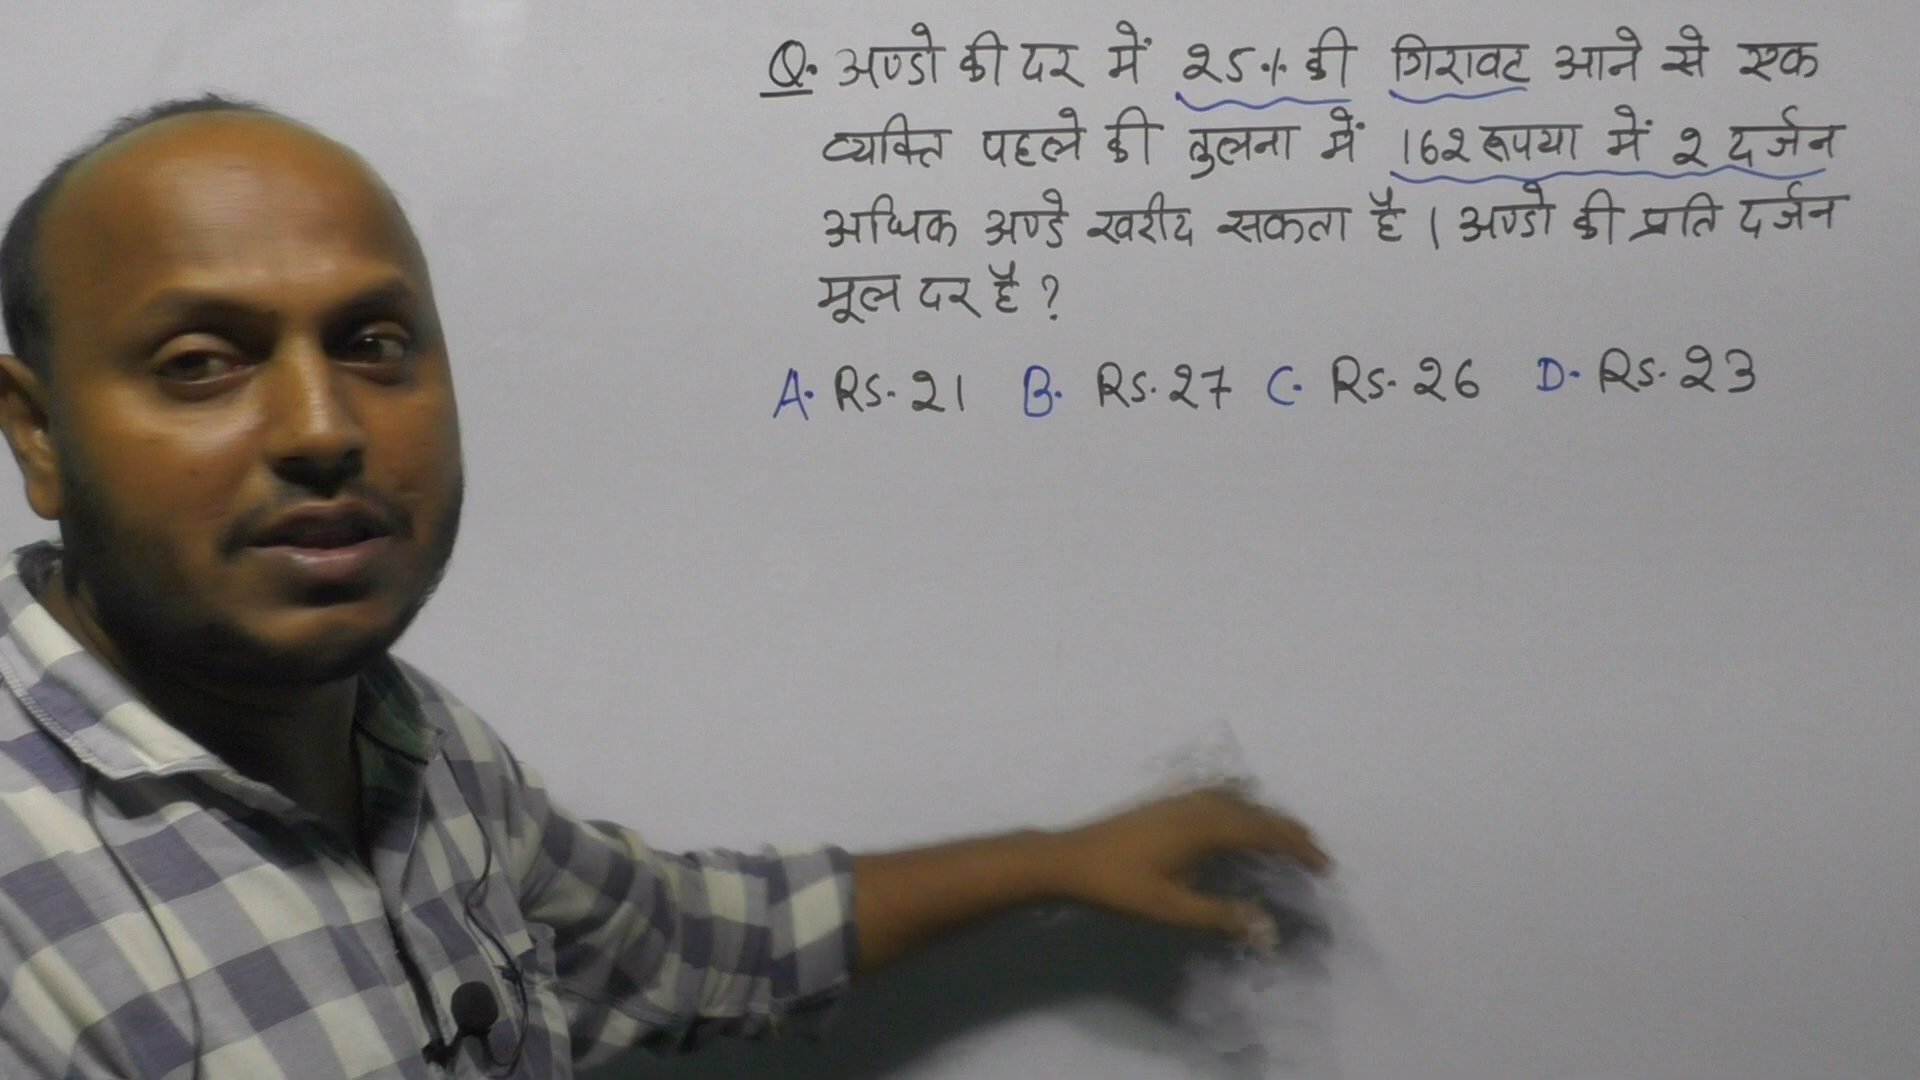 Q. अण्डो की दर में 25% की गिरावट आने से एक
व्यक्ति पहले की तुलना में 162 रूपया में 2 दर्जन
अधिक अण्डे खरीद सकता है। अण्डो की प्रति दर्जन
मूल दर है?
A. Rs. 21 B. Rs. 27 C. Rs. 26 D. Rs. 23